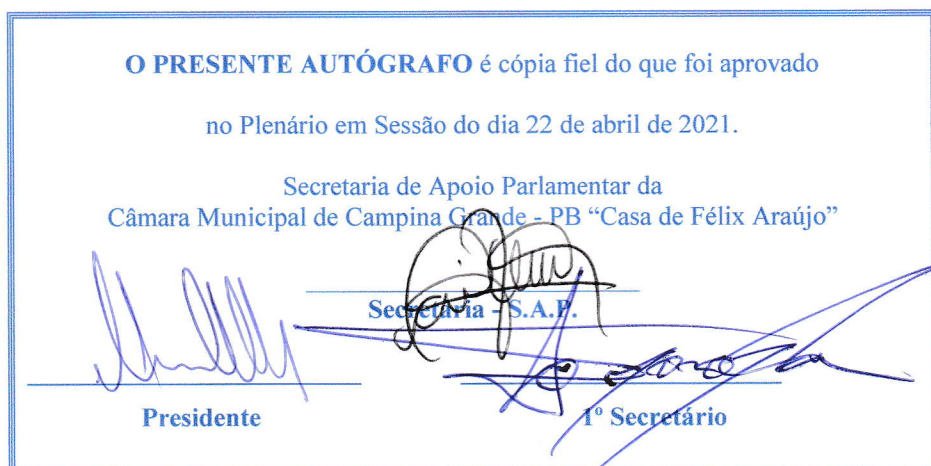 O PRESENTE AUTÓGRAFO é cópia fiel do que foi aprovado
no Plenário em Sessão do dia 22 de abril de 2021.
Secretaria de Apoio Parlamentar da
Câmara Municipal de Campina Grande - PB “Casa de Félix Araújo”
Secretária - S.A.P.
Presidente
1º Secretário